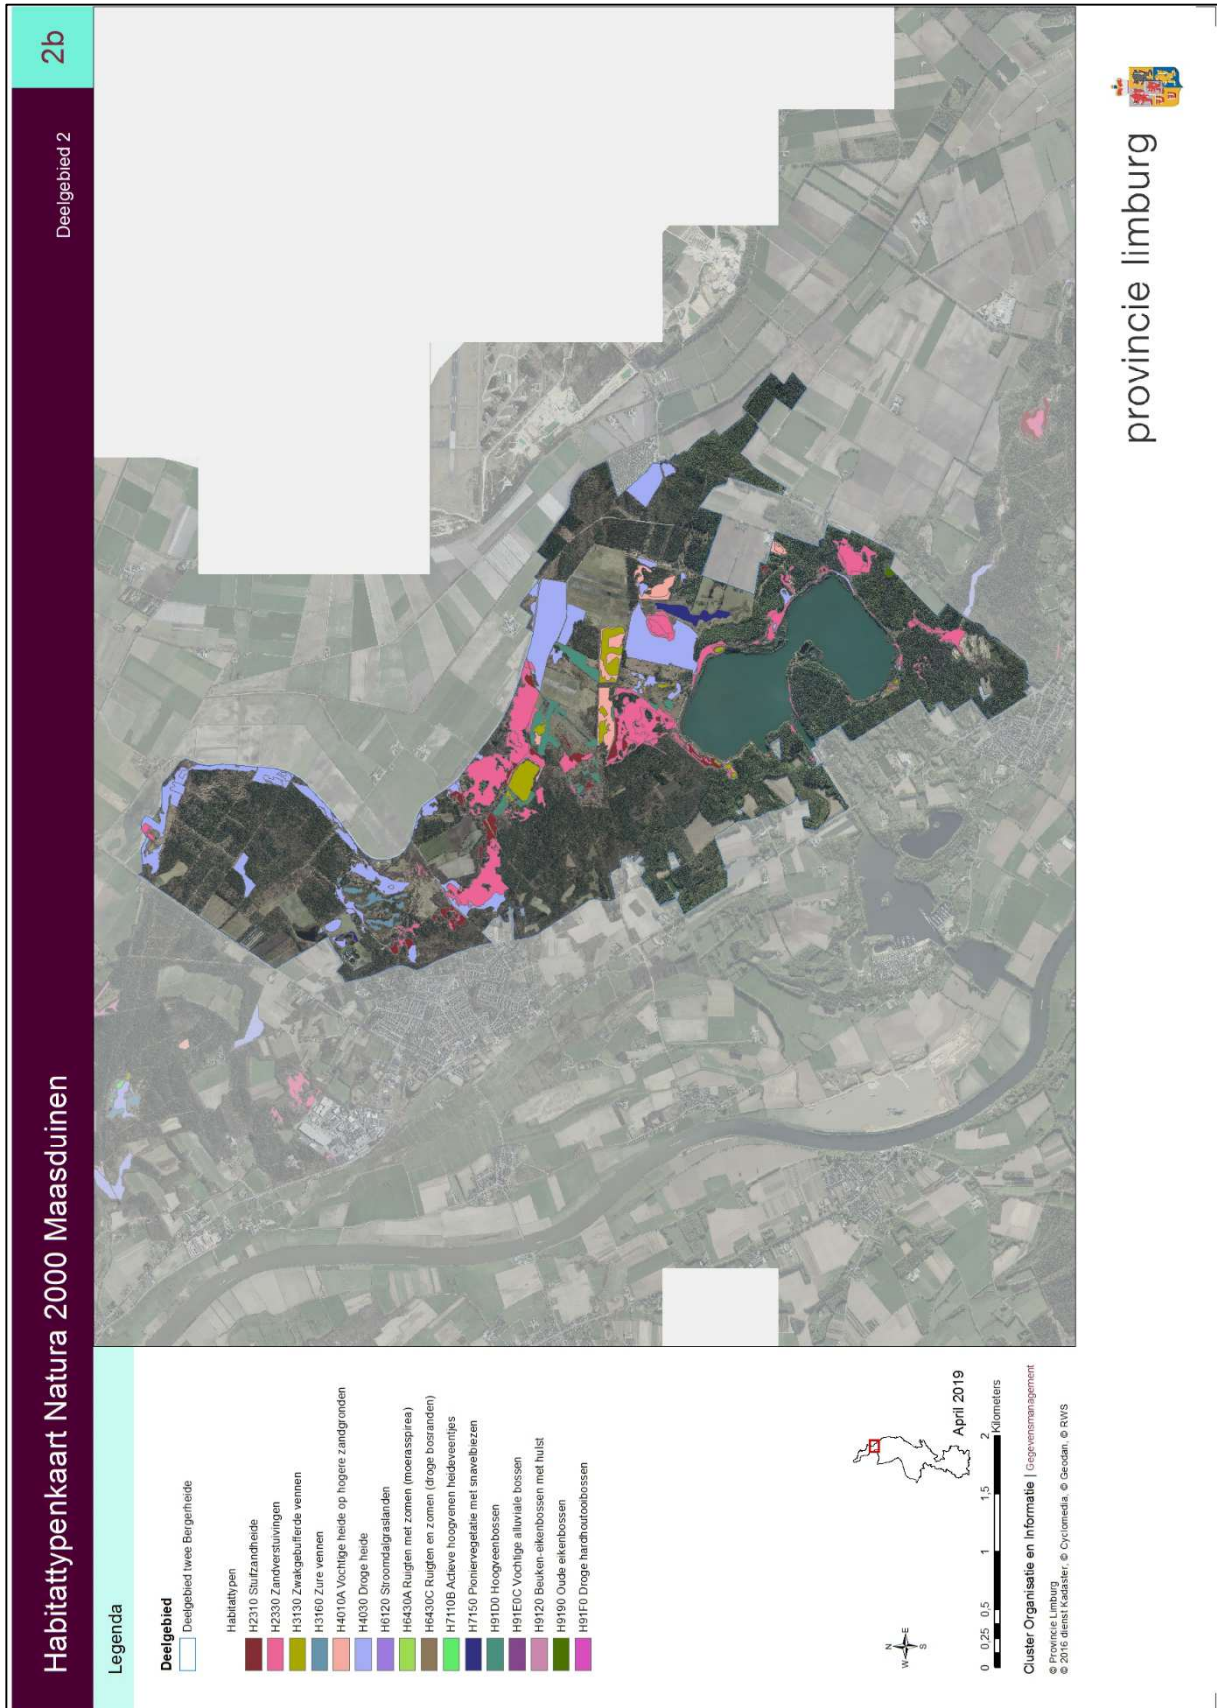 Habitattypenkaart Natura 2000 Maasduinen
Deelgebied 2
2b
Legenda
Deelgebied
Deelgebied twee Bergerheide
Habitattypen
H2310 Stuifzandheide
H2330 Zandverstuivingen
H3130 Zwakgebufferde vennen
H3160 Zure vennen
H4010A Vochtige heide op hogere zandgronden
H4030 Droge heide
H6120 Stroomdalgraslanden
H6430A Ruigten met zomen (moerasspirea)
H6430C Ruigten en zomen (droge bosranden)
H7110B Actieve hoogvenen heideveentjes
H7150 Pioniervegetatie met snavelbiezen
H91D0 Hoogveenbossen
H91E0C Vochtige alluviale bossen
H9120 Beuken-eikenbossen met hulst
H9190 Oude eikenbossen
H91F0 Droge hardhoutooibossen
N
W E
S
April 2019
0 0,25 0,5 1 1,5 2
Kilometers
Cluster Organisatie en Informatie | Gegevensmanagement
© Provincie Limburg
© 2016 dienst Kadaster, © Cyclomedia, © Geodan, © RWS
provincie limburg